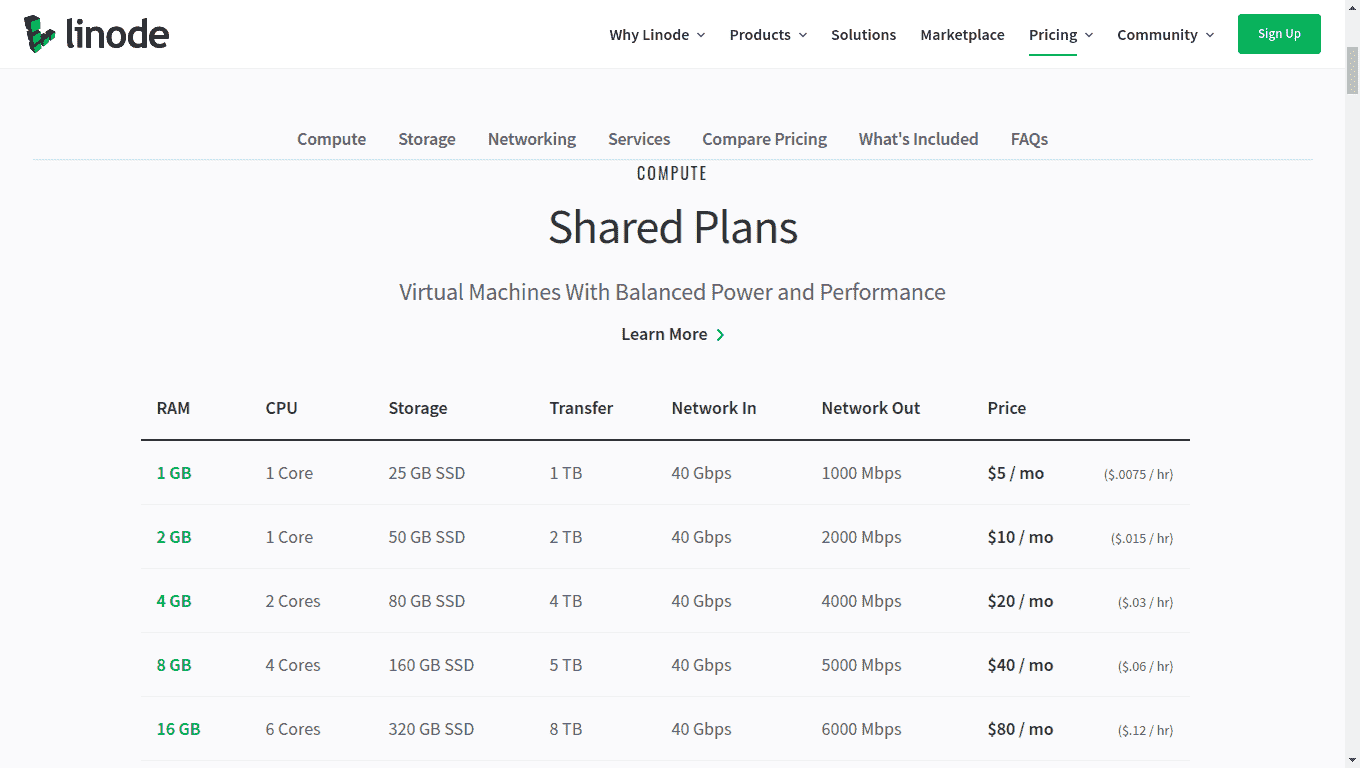 linode
Why Linode Products Solutions Marketplace Pricing Community Sign Up
Compute Storage Networking Services Compare Pricing What's Included FAQs
COMPUTE
Shared Plans
Virtual Machines With Balanced Power and Performance
Learn More
RAM CPU Storage Transfer Network In Network Out Price
1 GB 1 Core 25 GB SSD 1 TB 40 Gbps 1000 Mbps $5 / mo ($.0075 / hr)
2 GB 1 Core 50 GB SSD 2 TB 40 Gbps 2000 Mbps $10 / mo ($.015 / hr)
4 GB 2 Cores 80 GB SSD 4 TB 40 Gbps 4000 Mbps $20 / mo ($.03 / hr)
8 GB 4 Cores 160 GB SSD 5 TB 40 Gbps 5000 Mbps $40 / mo ($.06 / hr)
16 GB 6 Cores 320 GB SSD 8 TB 40 Gbps 6000 Mbps $80 / mo ($.12 / hr)